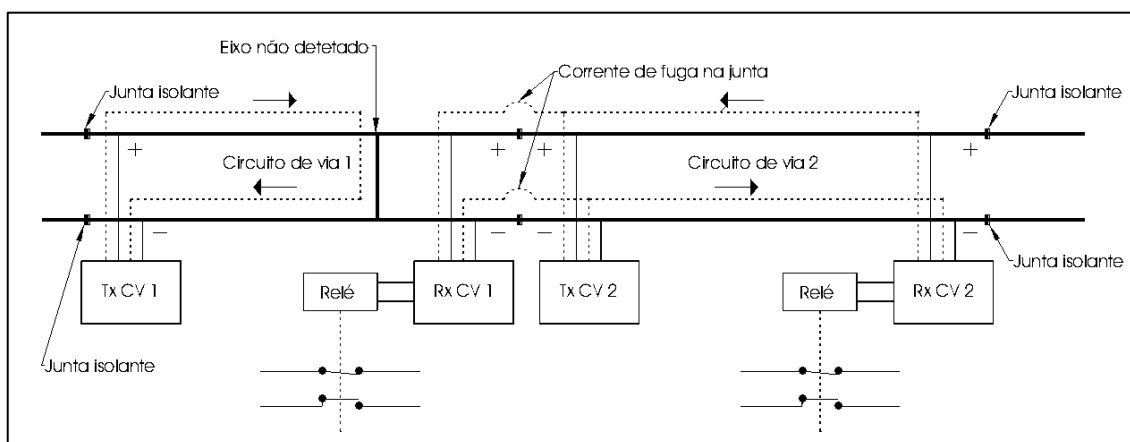 Eixo não detetado
Junta isolante
Corrente de fuga na junta
Junta isolante
+ + + +
Circuito de via 1
Circuito de via 2
− − − −
Tx CV 1
Relé
Rx CV 1
Tx CV 2
Relé
Rx CV 2
Junta isolante
Junta isolante